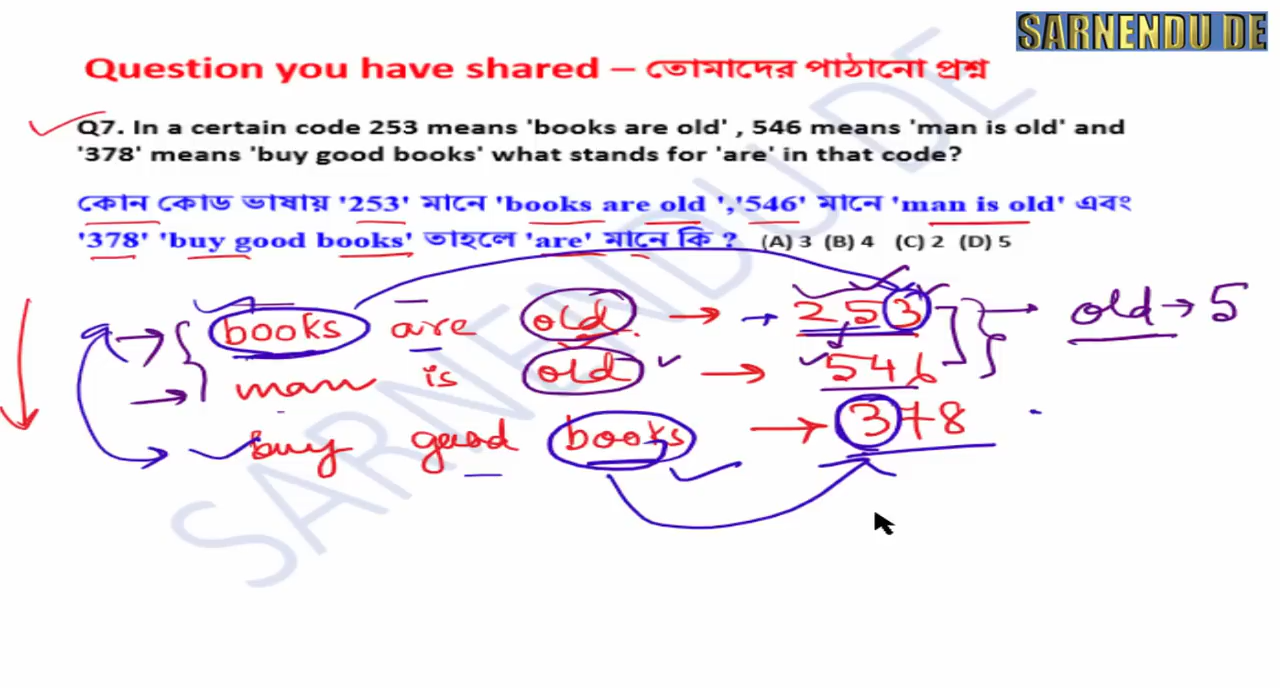 SARNENDU DE
Question you have shared – তোমাদের পাঠানো প্রশ্ন
Q7. In a certain code 253 means 'books are old' , 546 means 'man is old' and
'378' means 'buy good books' what stands for 'are' in that code?
কোন কোড ভাষায় '253' মানে 'books are old ','546' মানে 'man is old' এবং
'378' 'buy good books' তাহলে 'are' মানে কি ? (A) 3 (B) 4 (C) 2 (D) 5
books are old → 253 → old → 5
man is old → 546
buy good books → 378
SARNENDU DE